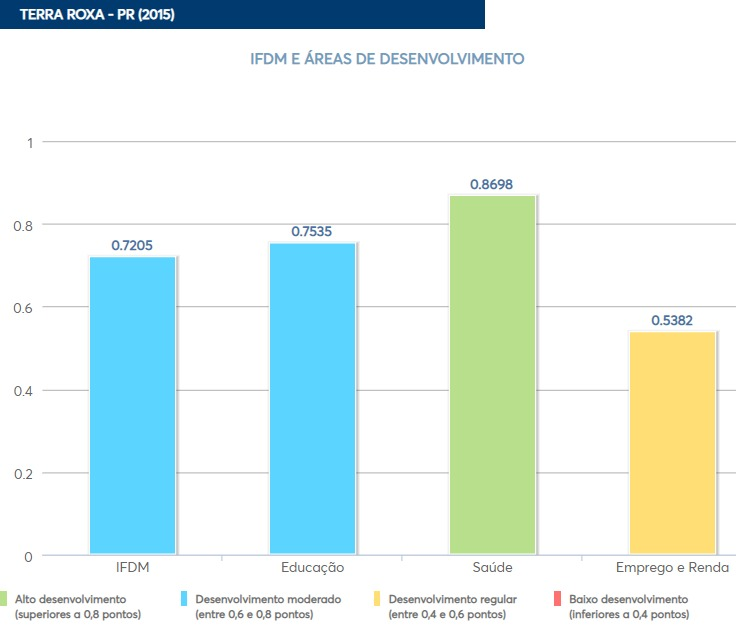 TERRA ROXA - PR (2015)
IFDM E ÁREAS DE DESENVOLVIMENTO
1
0.8
0.6
0.4
0.2
0
0.7205
0.7535
0.8698
0.5382
IFDM
Educação
Saúde
Emprego e Renda
Alto desenvolvimento
(superiores a 0,8 pontos)
Desenvolvimento moderado
(entre 0,6 e 0,8 pontos)
Desenvolvimento regular
(entre 0,4 e 0,6 pontos)
Baixo desenvolvimento
(inferiores a 0,4 pontos)